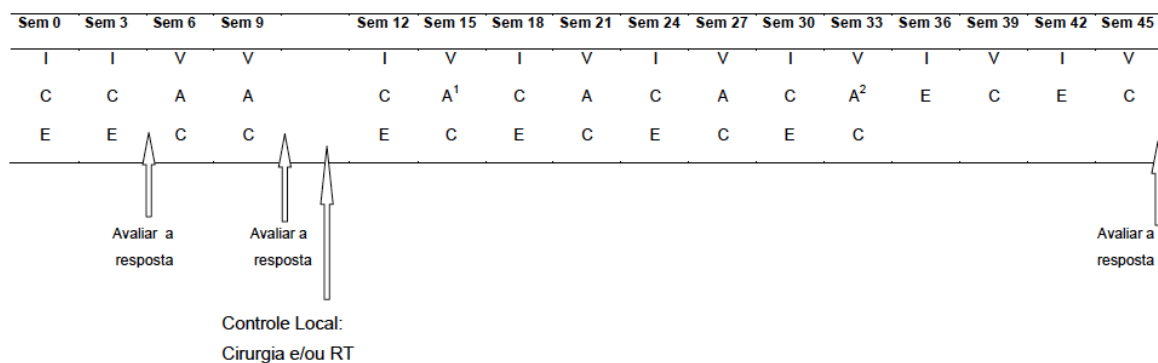 Sem 0 Sem 3 Sem 6 Sem 9 Sem 12 Sem 15 Sem 18 Sem 21 Sem 24 Sem 27 Sem 30 Sem 33 Sem 36 Sem 39 Sem 42 Sem 45
I I V V I V I V I V I V I V I V
C C A A C A¹ C A C A C A² E C E C
E E C C E C E C E C E C
Avaliar a
resposta
Avaliar a
resposta
Avaliar a
resposta
Controle Local:
Cirurgia e/ou RT